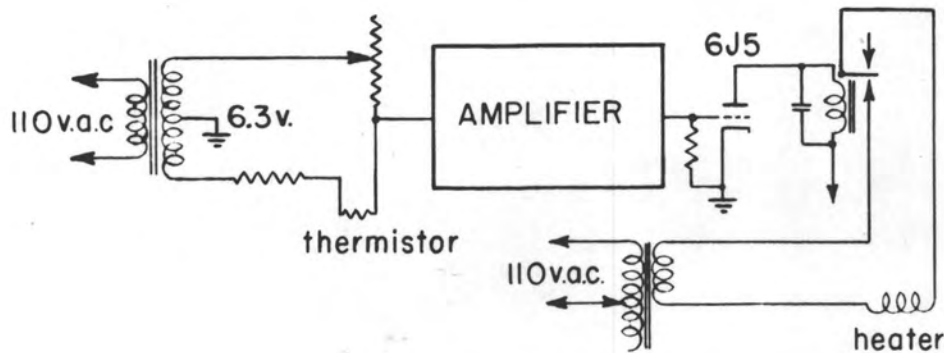 6J5
110 v.a.c
6.3 v.
AMPLIFIER
thermistor
110 v.a.c.
heater